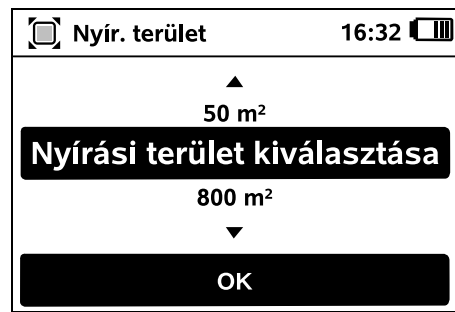 Nyír. terület 16:32
50 m²
Nyírási terület kiválasztása
800 m²
OK